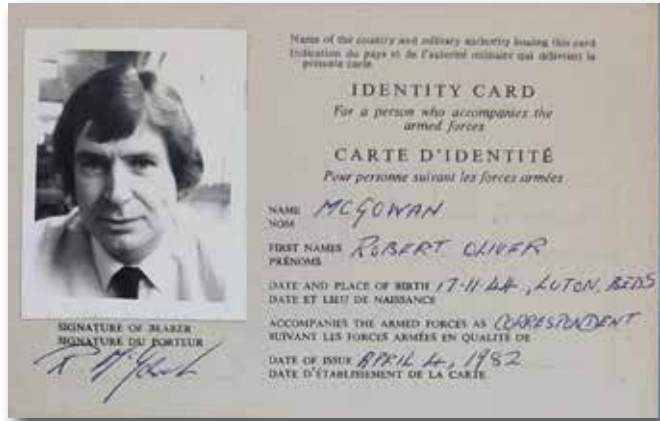 Name of the country and military authority issuing this card
Indication du pays et de l'autorité militaire qui délivrent la
présente carte
IDENTITY CARD
For a person who accompanies the
armed forces
CARTE D'IDENTITÉ
Pour personne suivant les forces armées
NAME MCGOWAN
NOM
FIRST NAMES ROBERT OLIVER
PRÉNOMS
DATE AND PLACE OF BIRTH 17-11-44, LUTON, BEDS
DATE ET LIEU DE NAISSANCE
ACCOMPANIES THE ARMED FORCES AS CORRESPONDENT
SUIVANT LES FORCES ARMÉES EN QUALITÉ DE
DATE OF ISSUE APRIL 4, 1982
DATE D'ÉTABLISSEMENT DE LA CARTE
SIGNATURE OF BEARER
SIGNATURE DU PORTEUR
R McGowan